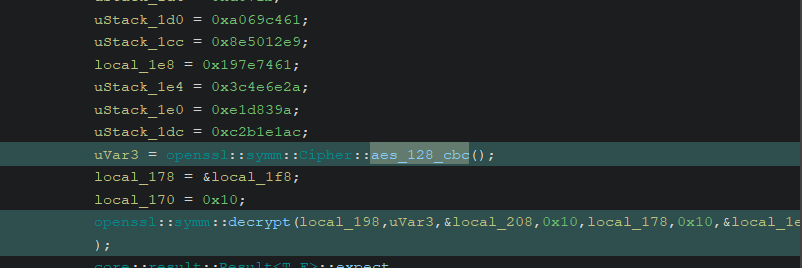 uStack_1d0 = 0xa069c461;
uStack_1cc = 0x8e5012e9;
local_1e8 = 0x197e7461;
uStack_1e4 = 0x3c4e6e2a;
uStack_1e0 = 0xe1d839a;
uStack_1dc = 0xc2b1e1ac;
uVar3 = openssl::symm::Cipher::aes_128_cbc();
local_178 = &local_1f8;
local_170 = 0x10;
openssl::symm::decrypt(local_198,uVar3,&local_208,0x10,local_178,0x10,&local_1e
);
core::result::Result<T,E>::expect